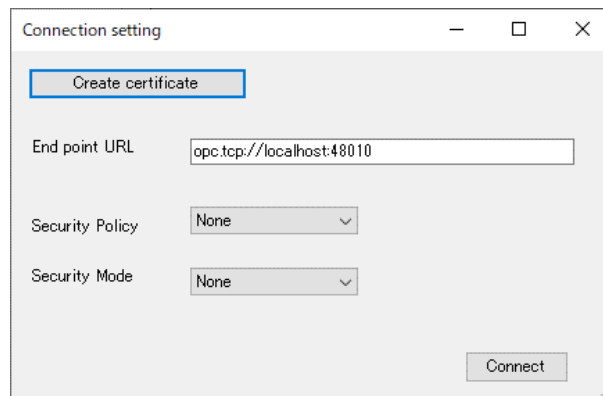 Connection setting
Create certificate
End point URL
opc.tcp://localhost:48010
Security Policy
None
Security Mode
None
Connect